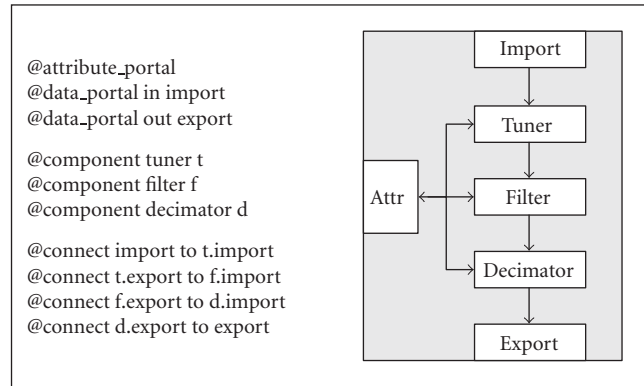 @attribute_portal
@data_portal in import
@data_portal out export
@component tuner t
@component filter f
@component decimator d
@connect import to t.import
@connect t.export to f.import
@connect f.export to d.import
@connect d.export to export
Import
Tuner
Attr
Filter
Decimator
Export